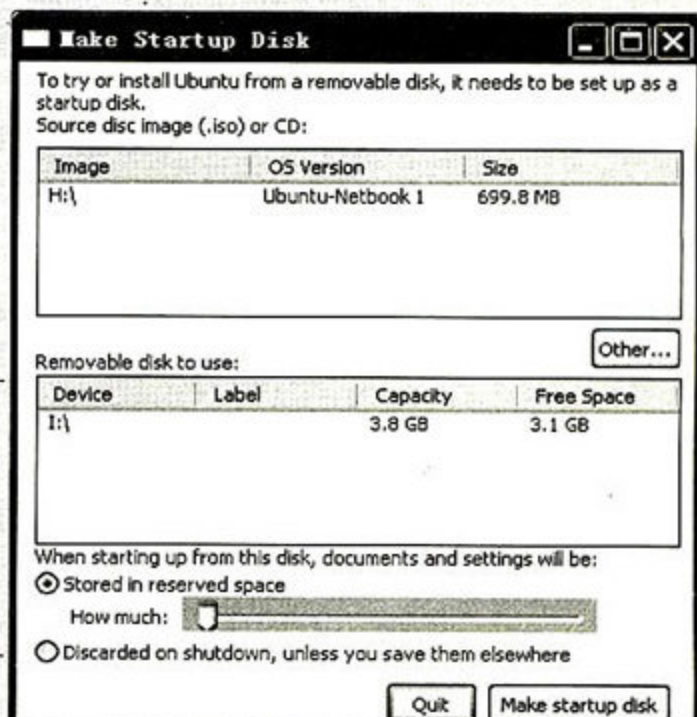 Make Startup Disk
To try or install Ubuntu from a removable disk, it needs to be set up as a
startup disk.
Source disc image (.iso) or CD:
Image OS Version Size
H:\ Ubuntu-Netbook 1 699.8 MB
Other...
Removable disk to use:
Device Label Capacity Free Space
I:\ 3.8 GB 3.1 GB
When starting up from this disk, documents and settings will be:
Stored in reserved space
How much:
Discarded on shutdown, unless you save them elsewhere
Quit Make startup disk